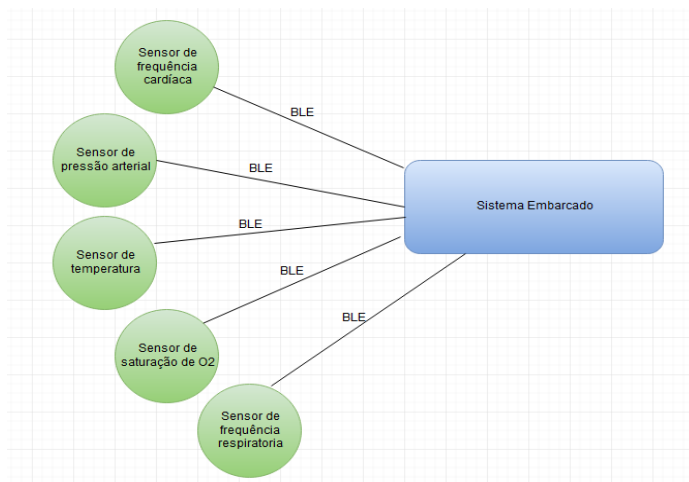 Sensor de
frequência
cardíaca
BLE
Sensor de
pressão arterial
BLE
Sistema Embarcado
BLE
Sensor de
temperatura
BLE
BLE
Sensor de
saturação de O2
Sensor de
frequência
respiratoria